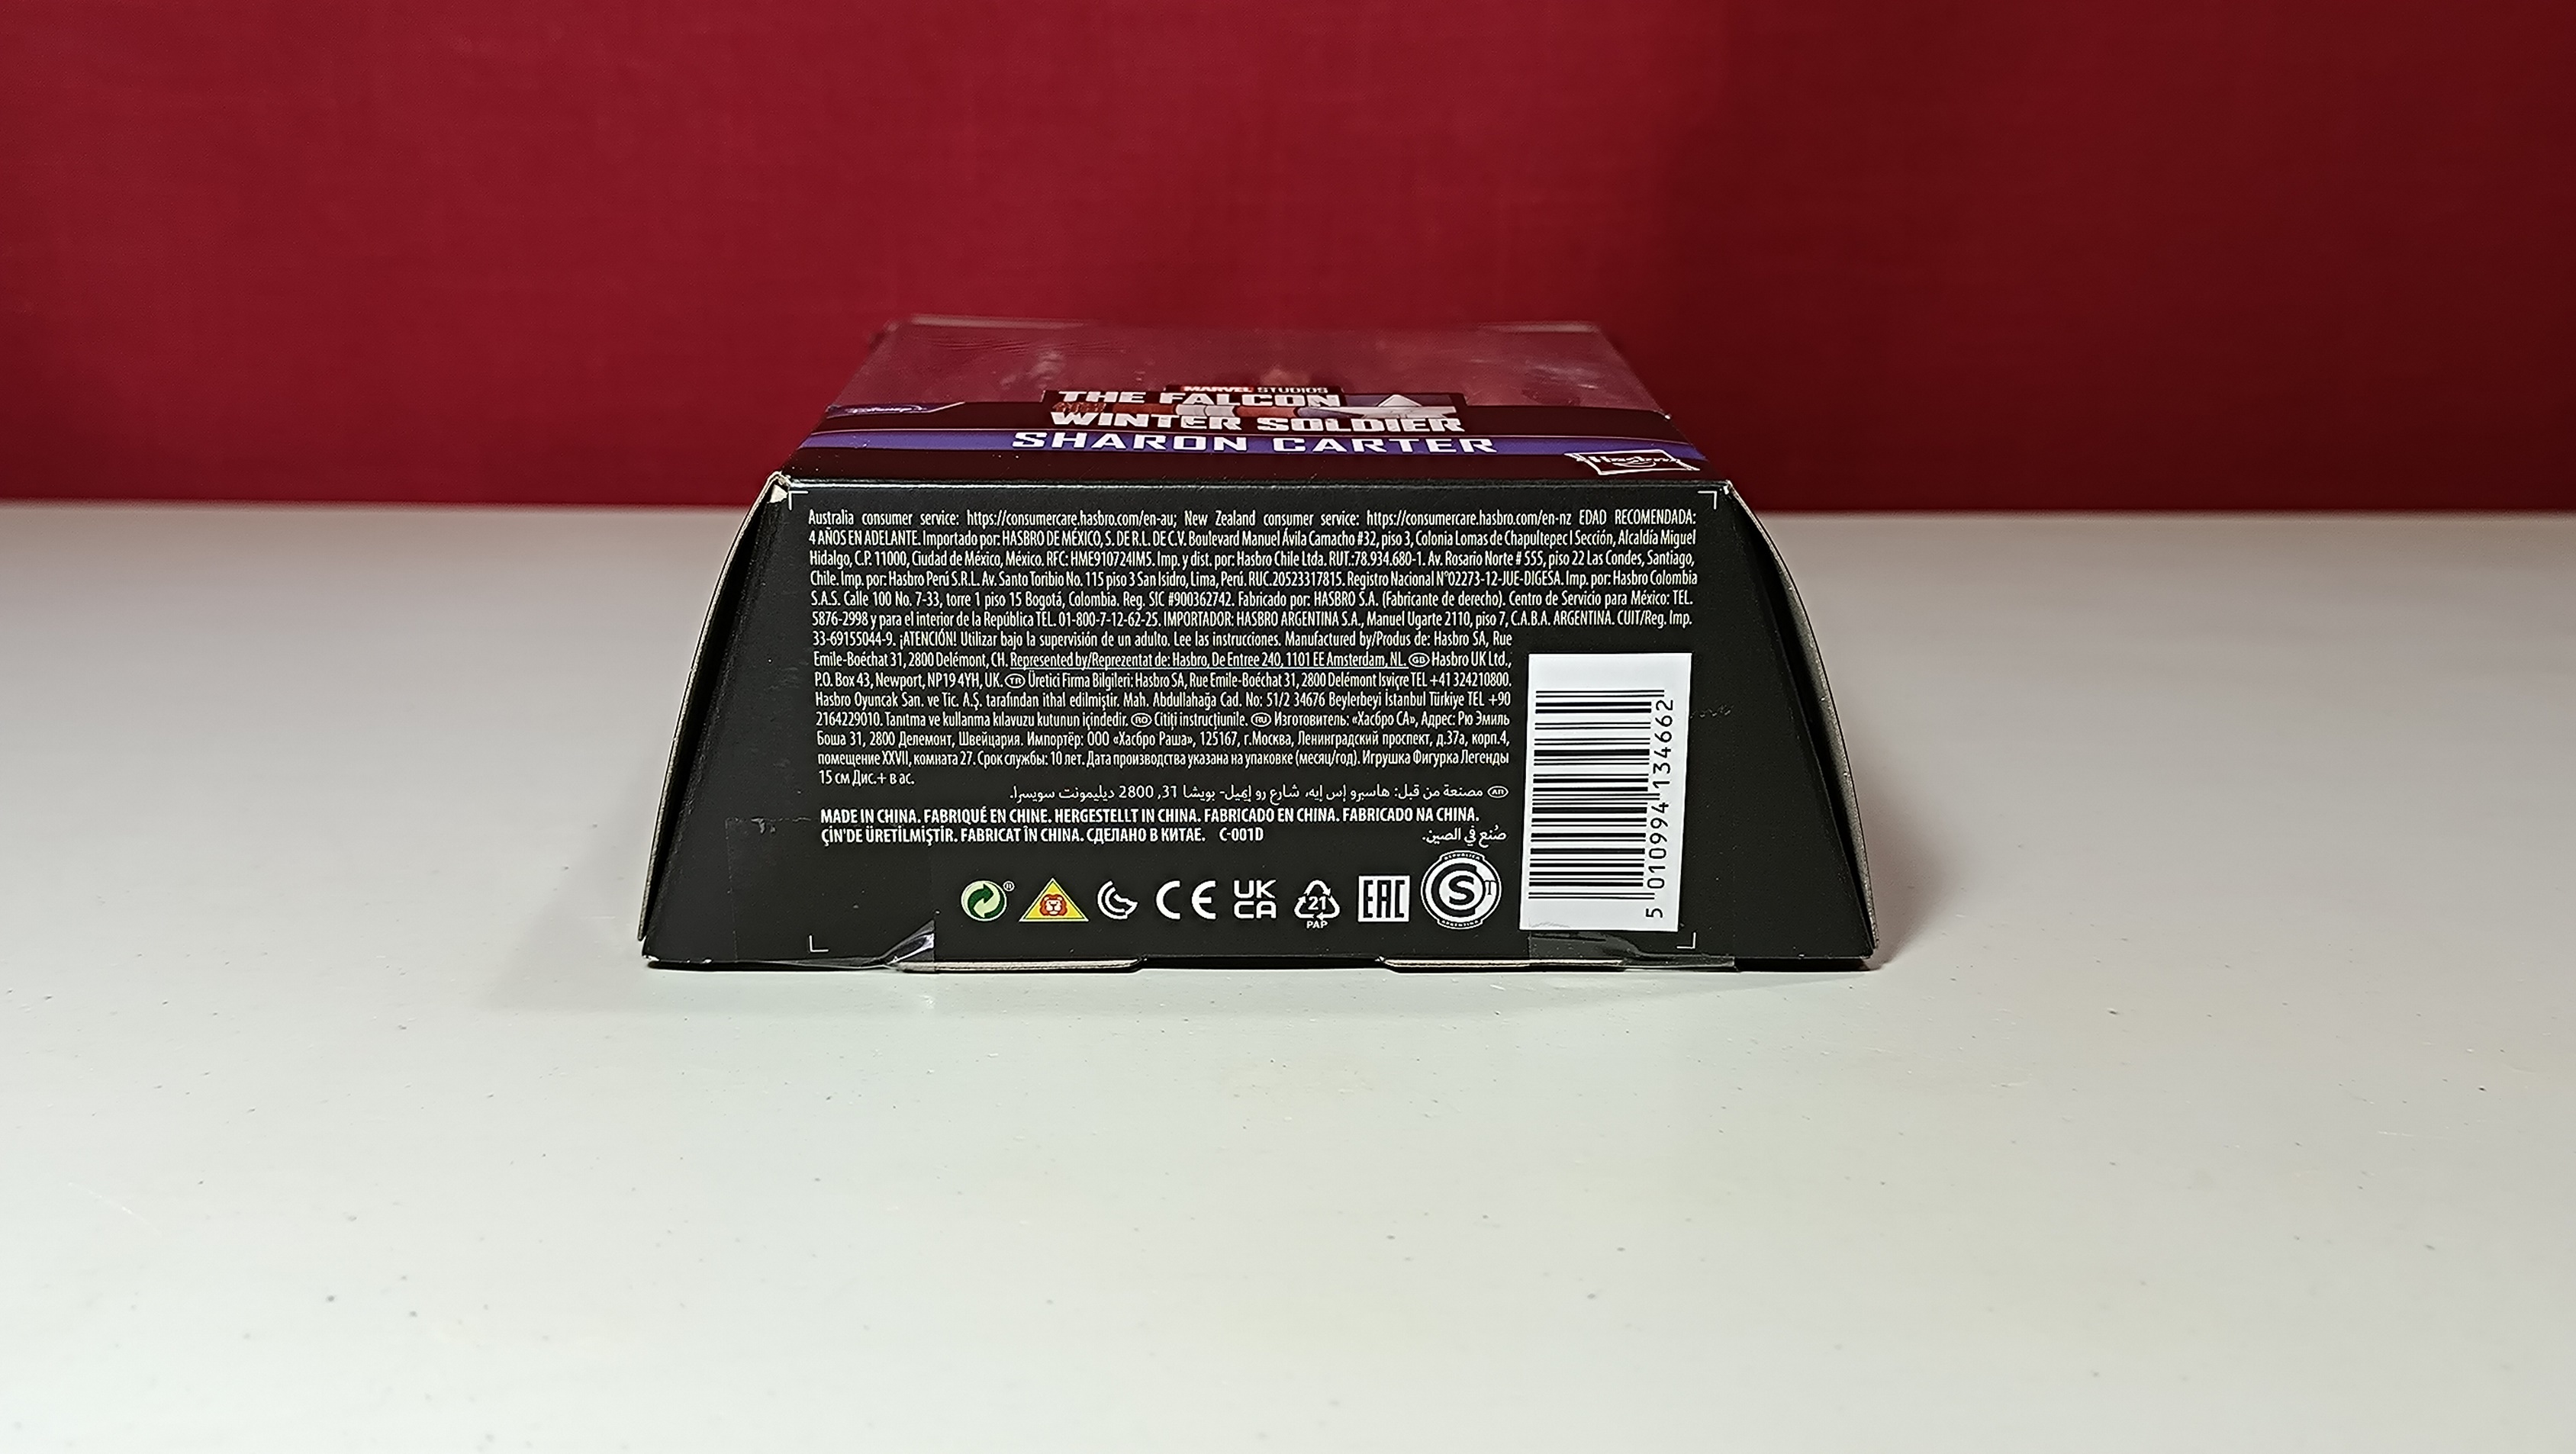 MARVEL STUDIOS
THE FALCON
Disney+
WINTER SOLDIER
SHARON CARTER
Hasbro
Australia consumer service: https://consumercare.hasbro.com/en-au; New Zealand consumer service: https://consumercare.hasbro.com/en-nz EDAD RECOMENDADA:
4 AÑOS EN ADELANTE. Importado por: HASBRO DE MÉXICO, S. DE R.L. DE C.V. Boulevard Manuel Ávila Camacho #32, piso 3, Colonia Lomas de Chapultepec I Sección, Alcaldía Miguel
Hidalgo, C.P. 11000, Ciudad de México, México. RFC: HME910724IM5. Imp. y dist. por: Hasbro Chile Ltda. RUT.:78.934.680-1. Av. Rosario Norte # 555, piso 22 Las Condes, Santiago,
Chile. Imp. por: Hasbro Perú S.R.L. Av. Santo Toribio No. 115 piso 3 San Isidro, Lima, Perú. RUC.20523317815. Registro Nacional N°02273-12-JUE-DIGESA. Imp. por: Hasbro Colombia
S.A.S. Calle 100 No. 7-33, torre 1 piso 15 Bogotá, Colombia. Reg. SIC #900362742. Fabricado por: HASBRO S.A. (Fabricante de derecho). Centro de Servicio para México: TEL.
5876-2998 y para el interior de la República TEL. 01-800-7-12-62-25. IMPORTADOR: HASBRO ARGENTINA S.A., Manuel Ugarte 2110, piso 7, C.A.B.A. ARGENTINA. CUIT/Reg. Imp.
33-69155044-9. ¡ATENCIÓN! Utilizar bajo la supervisión de un adulto. Lee las instrucciones. Manufactured by/Produs de: Hasbro SA, Rue
Emile-Boéchat 31, 2800 Delémont, CH. Represented by/Reprezentat de: Hasbro, De Entree 240, 1101 EE Amsterdam, NL. GB Hasbro UK Ltd.,
P.O. Box 43, Newport, NP19 4YH, UK. TR Üretici Firma Bilgileri: Hasbro SA, Rue Emile-Boéchat 31, 2800 Delémont Isviçre TEL +41 324210800.
Hasbro Oyuncak San. ve Tic. A.Ş. tarafından ithal edilmiştir. Mah. Abdullahağa Cad. No: 51/2 34676 Beylerbeyi İstanbul Türkiye TEL +90
2164229010. Tanıtma ve kullanma kılavuzu kutunun içindedir. RO Citiți instrucțiunile. RU Изготовитель: «Хасбро СА», Адрес: Рю Эмиль
Боша 31, 2800 Делемонт, Швейцария. Импортёр: ООО «Хасбро Раша», 125167, г.Москва, Ленинградский проспект, д.37а, корп.4,
помещение XXVII, комната 27. Срок службы: 10 лет. Дата производства указана на упаковке (месяц/год). Игрушка Фигурка Легенды
15 см Дис.+ в ас.
AR مصنعة من قبل: هاسبرو إس إيه، شارع رو إيميل- بويشا 31, 2800 ديليمونت سويسرا.
MADE IN CHINA. FABRIQUÉ EN CHINE. HERGESTELLT IN CHINA. FABRICADO EN CHINA. FABRICADO NA CHINA.
ÇİN'DE ÜRETİLMİŞTİR. FABRICAT ÎN CHINA. СДЕЛАНО В КИТАЕ. C-001D صُنع في الصين.
CE UK CA 21 PAP EAC S
5 010994 134662